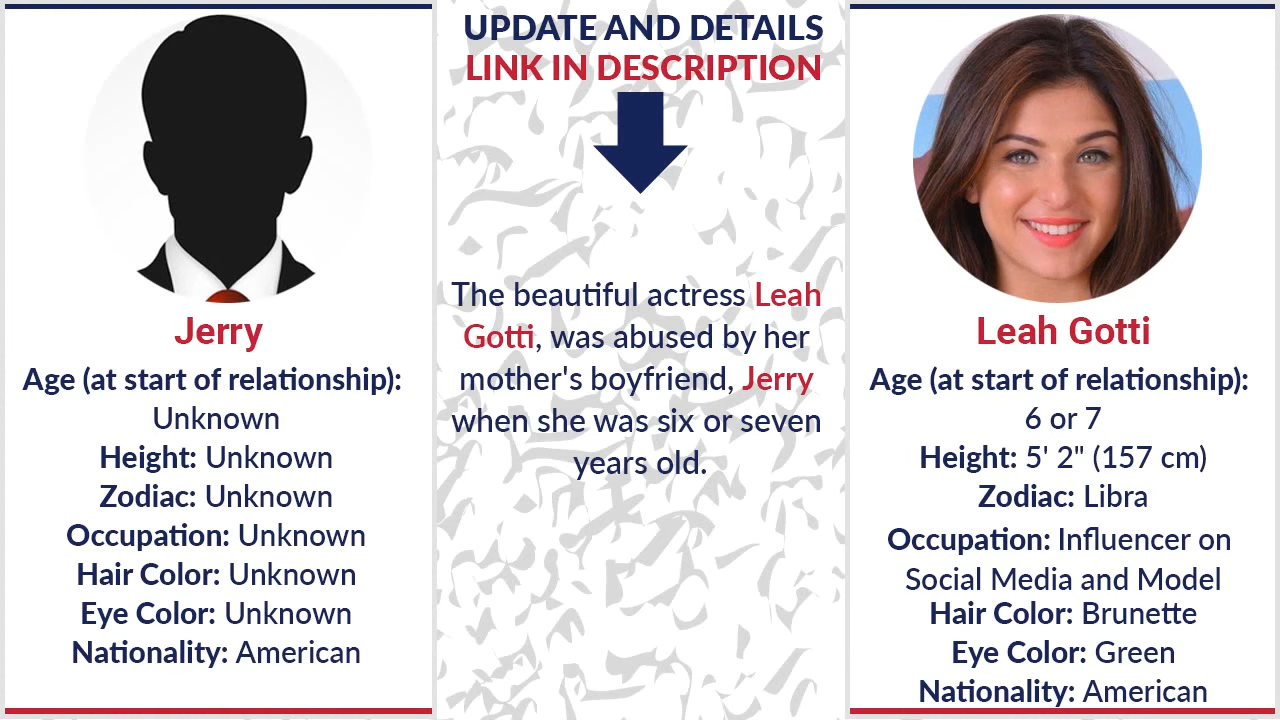 Jerry
Age (at start of relationship):
Unknown
Height: Unknown
Zodiac: Unknown
Occupation: Unknown
Hair Color: Unknown
Eye Color: Unknown
Nationality: American
UPDATE AND DETAILS
LINK IN DESCRIPTION
The beautiful actress Leah
Gotti, was abused by her
mother's boyfriend, Jerry
when she was six or seven
years old.
Leah Gotti
Age (at start of relationship):
6 or 7
Height: 5' 2" (157 cm)
Zodiac: Libra
Occupation: Influencer on
Social Media and Model
Hair Color: Brunette
Eye Color: Green
Nationality: American